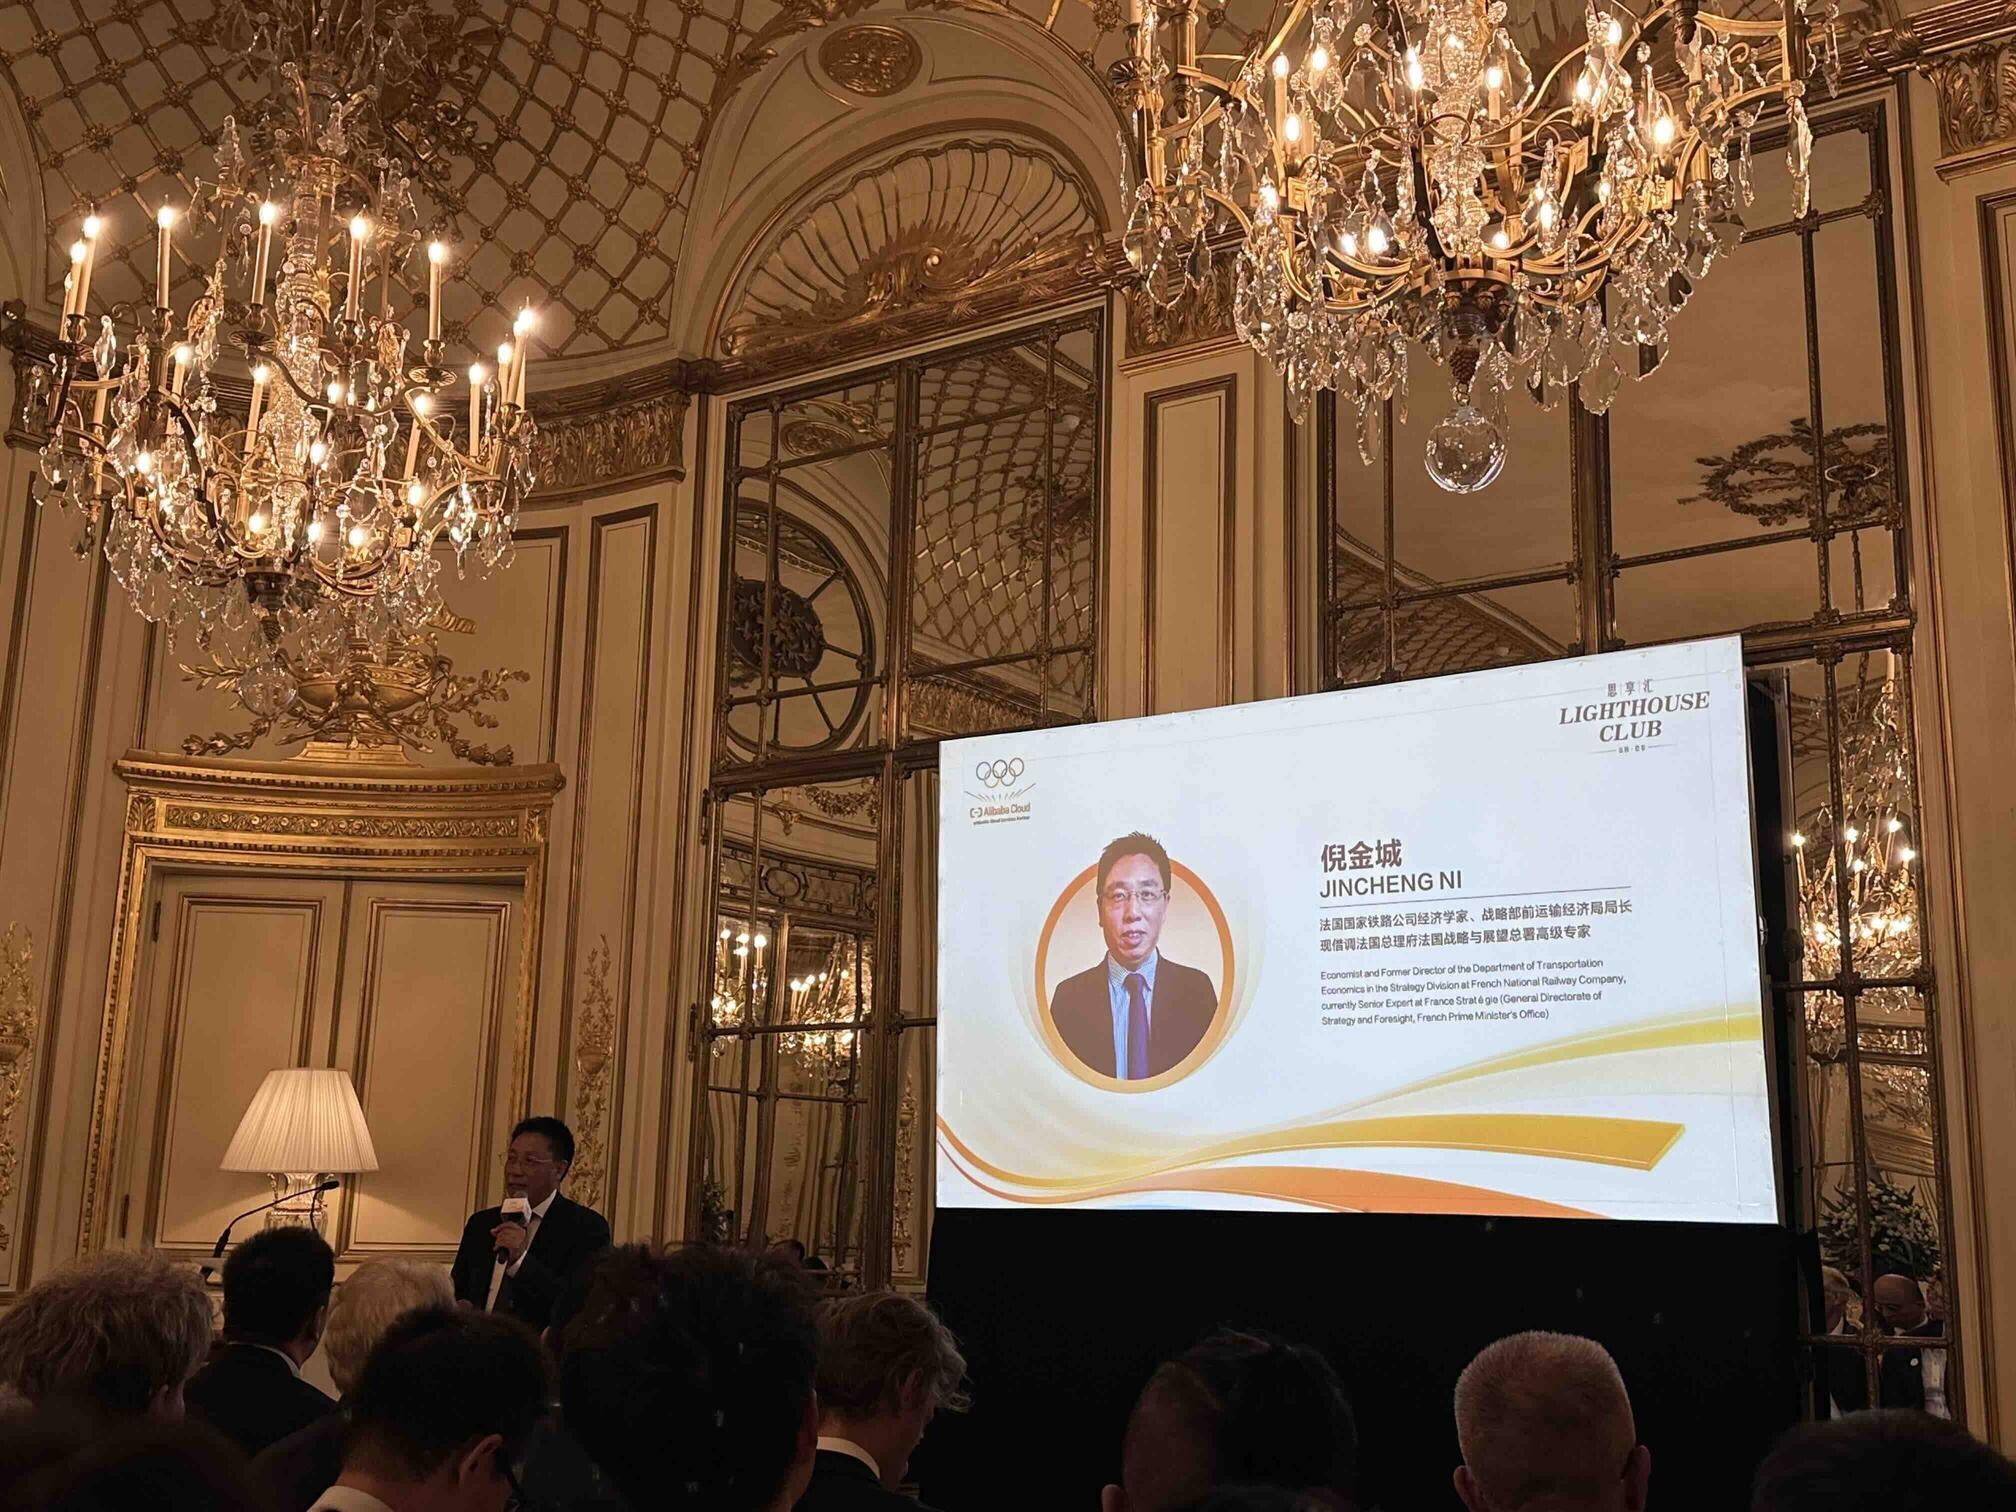 思 享 汇
LIGHTHOUSE
CLUB
Alibaba Cloud
倪金城
JINCHENG NI
法国国家铁路公司经济学家、战略部前运输经济局局长
现借调法国总理府法国战略与展望总署高级专家
Economist and Former Director of the Department of Transportation
Economics in the Strategy Division at French National Railway Company,
currently Senior Expert at France Strat é gie (General Directorate of
Strategy and Foresight, French Prime Minister's Office)